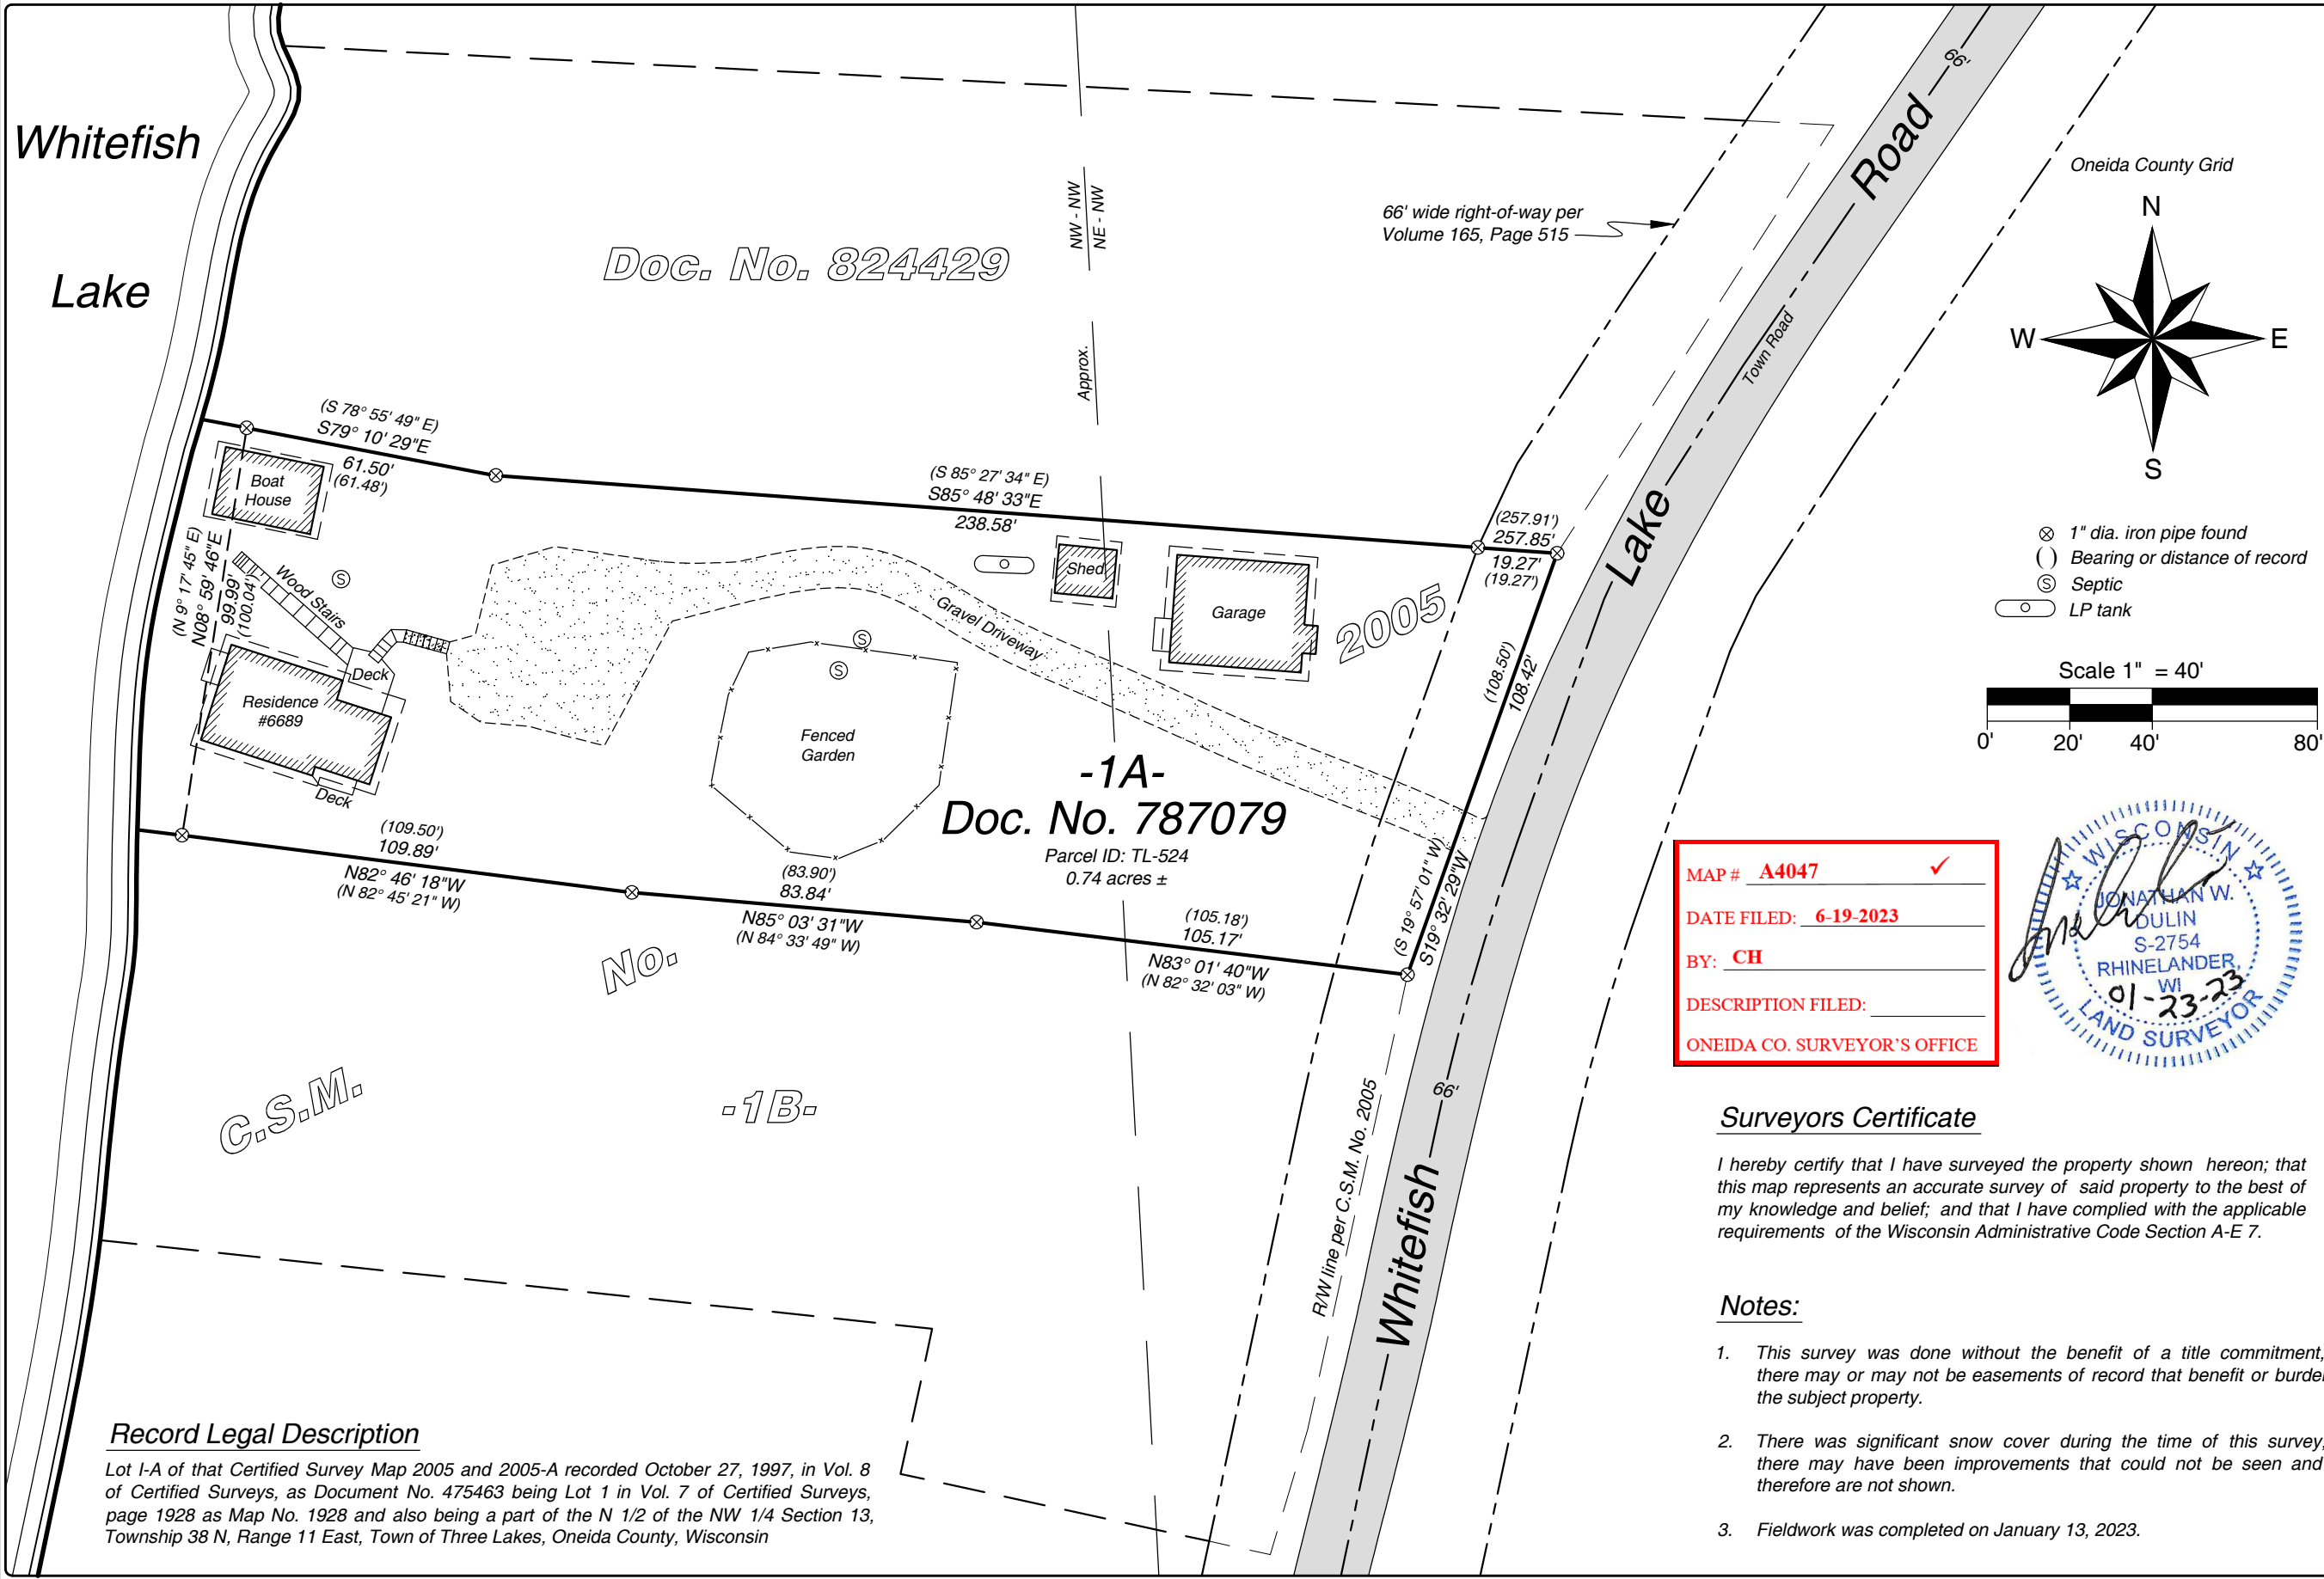 Whitefish
Lake
Doc. No. 824429
NW - NW
NE - NW
Approx.
66' wide right-of-way per
Volume 165, Page 515
66'
Road
Town Road
Lake
Whitefish
66'
R/W line per C.S.M. No. 2005
Oneida County Grid
N
W
E
S
1" dia. iron pipe found
( ) Bearing or distance of record
S Septic
LP tank
Scale 1" = 40'
0' 20' 40' 80'
(S 78° 55' 49" E)
S79° 10' 29"E
61.50'
(61.48')
(S 85° 27' 34" E)
S85° 48' 33"E
238.58'
(257.91')
257.85'
19.27'
(19.27')
Boat
House
(N 9° 17' 45" E)
N08° 59' 46"E
99.99'
(100.04')
Wood Stairs
S
Deck
Residence
#6689
Deck
Shed
Garage
Gravel Driveway
S
S
Fenced
Garden
2005
(108.50')
108.42'
-1A-
Doc. No. 787079
Parcel ID: TL-524
0.74 acres ±
(S 19° 57' 01" W)
S19° 32' 29"W
(109.50')
109.89'
N82° 46' 18"W
(N 82° 45' 21" W)
(83.90')
83.84'
N85° 03' 31"W
(N 84° 33' 49" W)
(105.18')
105.17'
N83° 01' 40"W
(N 82° 32' 03" W)
No.
C.S.M.
-1B-
MAP # A4047 ✓
DATE FILED: 6-19-2023
BY: CH
DESCRIPTION FILED:
ONEIDA CO. SURVEYOR'S OFFICE
WISCONSIN
JONATHAN W.
DULIN
S-2754
RHINELANDER,
WI
01-23-23
LAND SURVEYOR
Surveyors Certificate
I hereby certify that I have surveyed the property shown hereon; that
this map represents an accurate survey of said property to the best of
my knowledge and belief; and that I have complied with the applicable
requirements of the Wisconsin Administrative Code Section A-E 7.
Notes:
1. This survey was done without the benefit of a title commitment,
there may or may not be easements of record that benefit or burde
the subject property.
2. There was significant snow cover during the time of this survey,
there may have been improvements that could not be seen and
therefore are not shown.
3. Fieldwork was completed on January 13, 2023.
Record Legal Description
Lot I-A of that Certified Survey Map 2005 and 2005-A recorded October 27, 1997, in Vol. 8
of Certified Surveys, as Document No. 475463 being Lot 1 in Vol. 7 of Certified Surveys,
page 1928 as Map No. 1928 and also being a part of the N 1/2 of the NW 1/4 Section 13,
Township 38 N, Range 11 East, Town of Three Lakes, Oneida County, Wisconsin